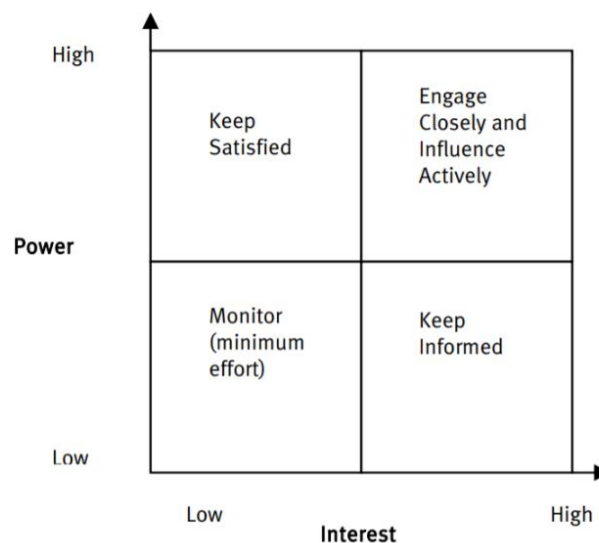 High
Keep
Satisfied
Engage
Closely and
Influence
Actively
Power
Monitor
(minimum
effort)
Keep
Informed
Low
Low
High
Interest